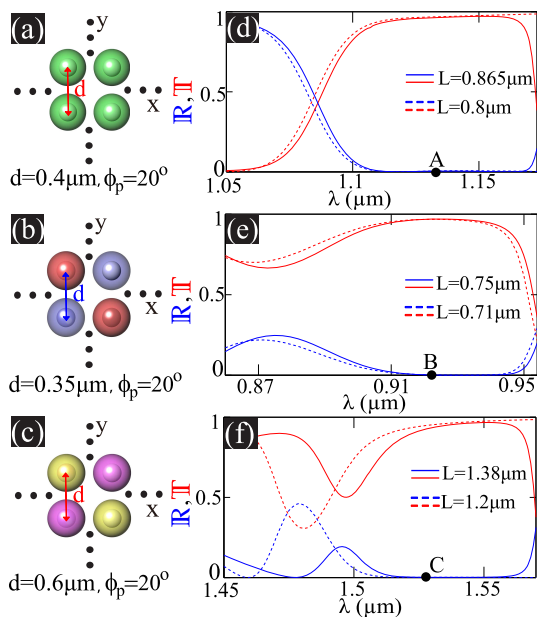 (a)
y
d
x
d=0.4μm, ϕp=20°
(d)
1
0.5
0
ℝ, 𝕋
L=0.865μm
L=0.8μm
A
1.05
1.1
1.15
λ (μm)
(b)
y
d
x
d=0.35μm, ϕp=20°
(e)
1
0.5
0
ℝ, 𝕋
L=0.75μm
L=0.71μm
B
0.87
0.91
0.95
λ (μm)
(c)
y
d
x
d=0.6μm, ϕp=20°
(f)
1
0.5
0
ℝ, 𝕋
L=1.38μm
L=1.2μm
C
1.45
1.5
1.55
λ (μm)